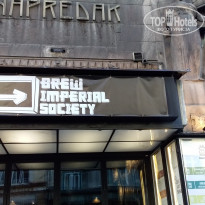 NAPREDAK
TOP Hotels
BREW
IMPERIAL
SOCIETY